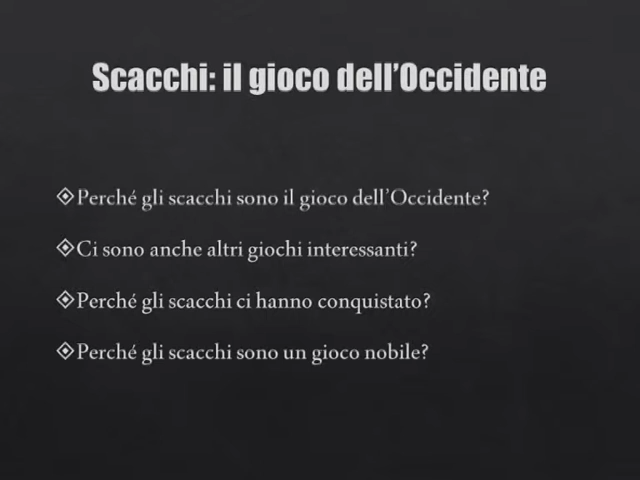 Scacchi: il gioco dell'Occidente
Perché gli scacchi sono il gioco dell'Occidente?
Ci sono anche altri giochi interessanti?
Perché gli scacchi ci hanno conquistato?
Perché gli scacchi sono un gioco nobile?